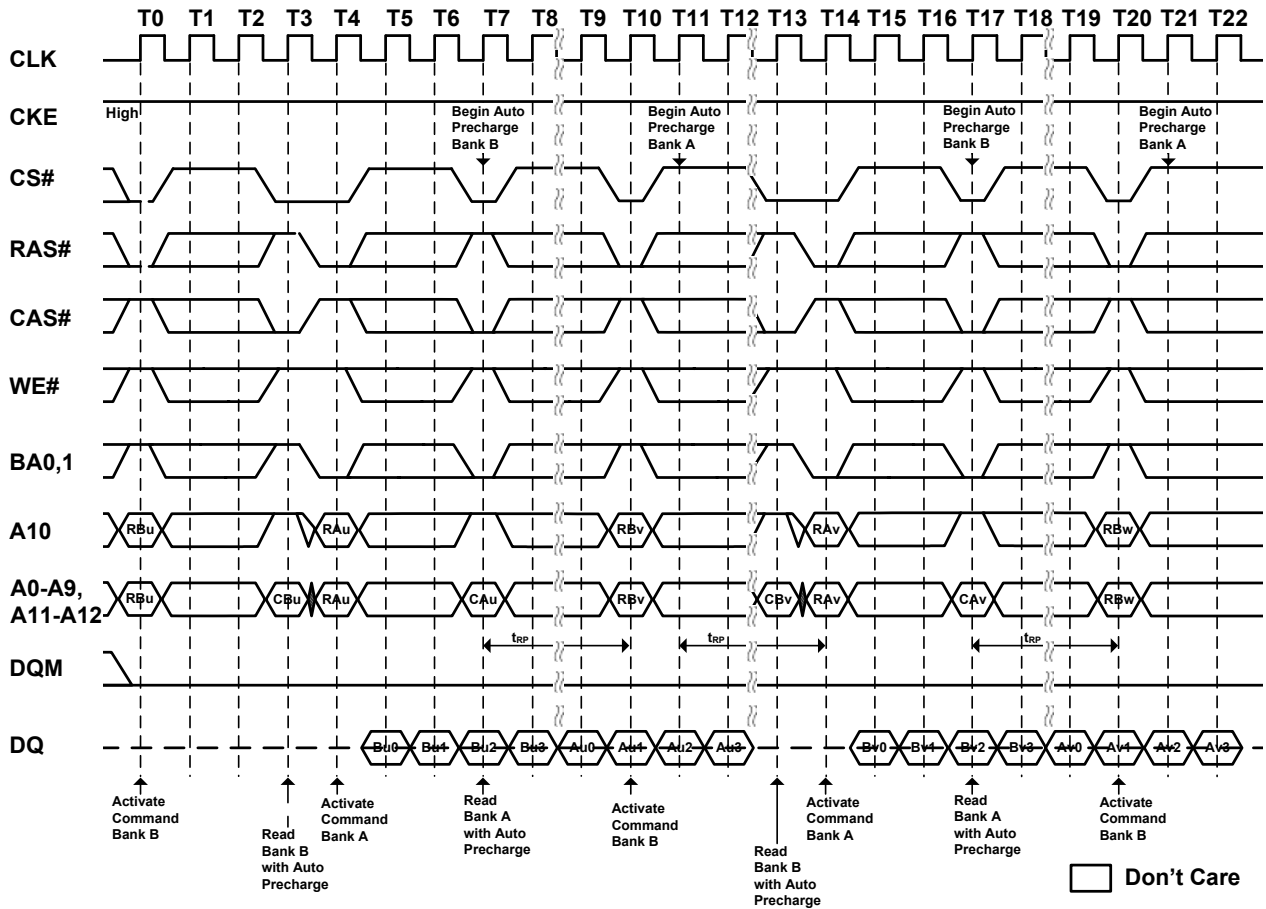 T0 T1 T2 T3 T4 T5 T6 T7 T8 T9 T10 T11 T12 T13 T14 T15 T16 T17 T18 T19 T20 T21 T22
CLK
CKE
High
Begin Auto
Precharge
Bank B
Begin Auto
Precharge
Bank A
Begin Auto
Precharge
Bank B
Begin Auto
Precharge
Bank A
CS#
RAS#
CAS#
WE#
BA0,1
A10
RBu RAu RBv RAv RBw
A0-A9,
A11-A12
RBu CBu RAu CAu RBv CBv RAv CAv RBw
tRP tRP tRP
DQM
DQ
Bu0 Bu1 Bu2 Bu3 Au0 Au1 Au2 Au3 Bv0 Bv1 Bv2 Bv3 Av0 Av1 Av2 Av3
Activate
Command
Bank B
Read
Bank B
with Auto
Precharge
Activate
Command
Bank A
Read
Bank A
with Auto
Precharge
Activate
Command
Bank B
Read
Bank B
with Auto
Precharge
Activate
Command
Bank A
Read
Bank A
with Auto
Precharge
Activate
Command
Bank B
Don't Care